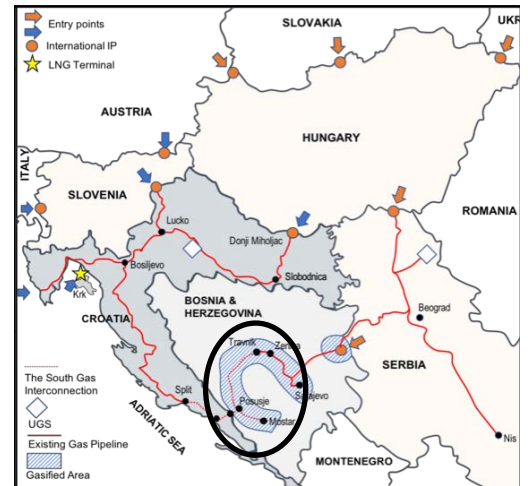 Entry points
International IP
LNG Terminal
SLOVAKIA
UKR
AUSTRIA
HUNGARY
ITALY
SLOVENIA
ROMANIA
Lucko
Donji Miholjac
Bosiljevo
Slobodnica
Krk
BOSNIA &
HERZEGOVINA
CROATIA
Beograd
Travnik
Zenica
SERBIA
The South Gas
Interconnection
Split
Posusje
Sarajevo
UGS
Mostar
ADRIATIC SEA
Existing Gas Pipeline
Nis
Gasified Area
MONTENEGRO